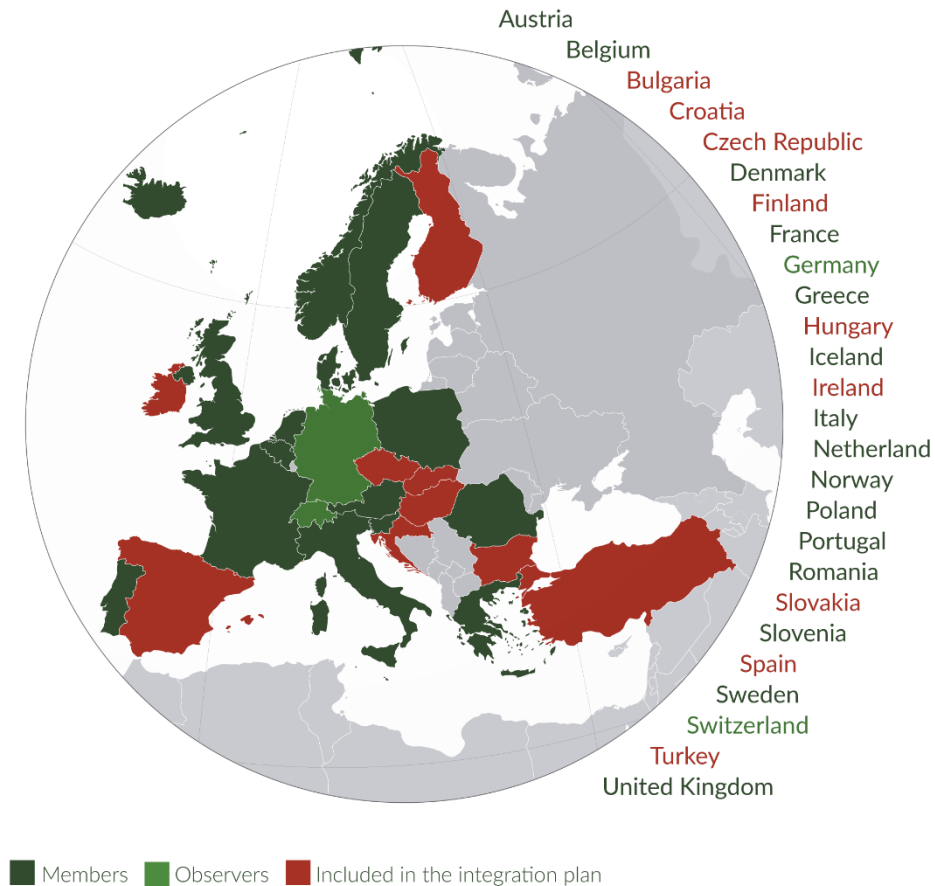 Austria
Belgium
Bulgaria
Croatia
Czech Republic
Denmark
Finland
France
Germany
Greece
Hungary
Iceland
Ireland
Italy
Netherland
Norway
Poland
Portugal
Romania
Slovakia
Slovenia
Spain
Sweden
Switzerland
Turkey
United Kingdom
Members Observers Included in the integration plan